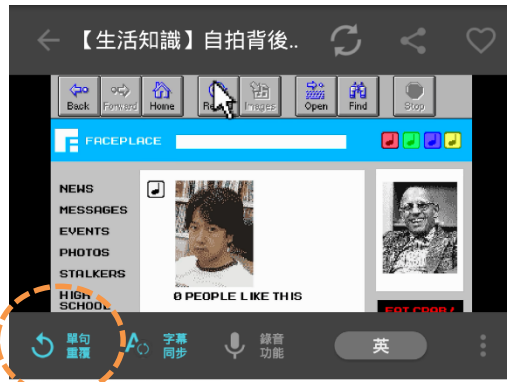 【生活知識】自拍背後..
Back Forward Home Images Open Find Stop
FACEPLACE
NEWS
MESSAGES
EVENTS
PHOTOS
STALKERS
HIGH
SCHOOL
0 PEOPLE LIKE THIS
單句
重覆
字幕
同步
錄音
功能
英